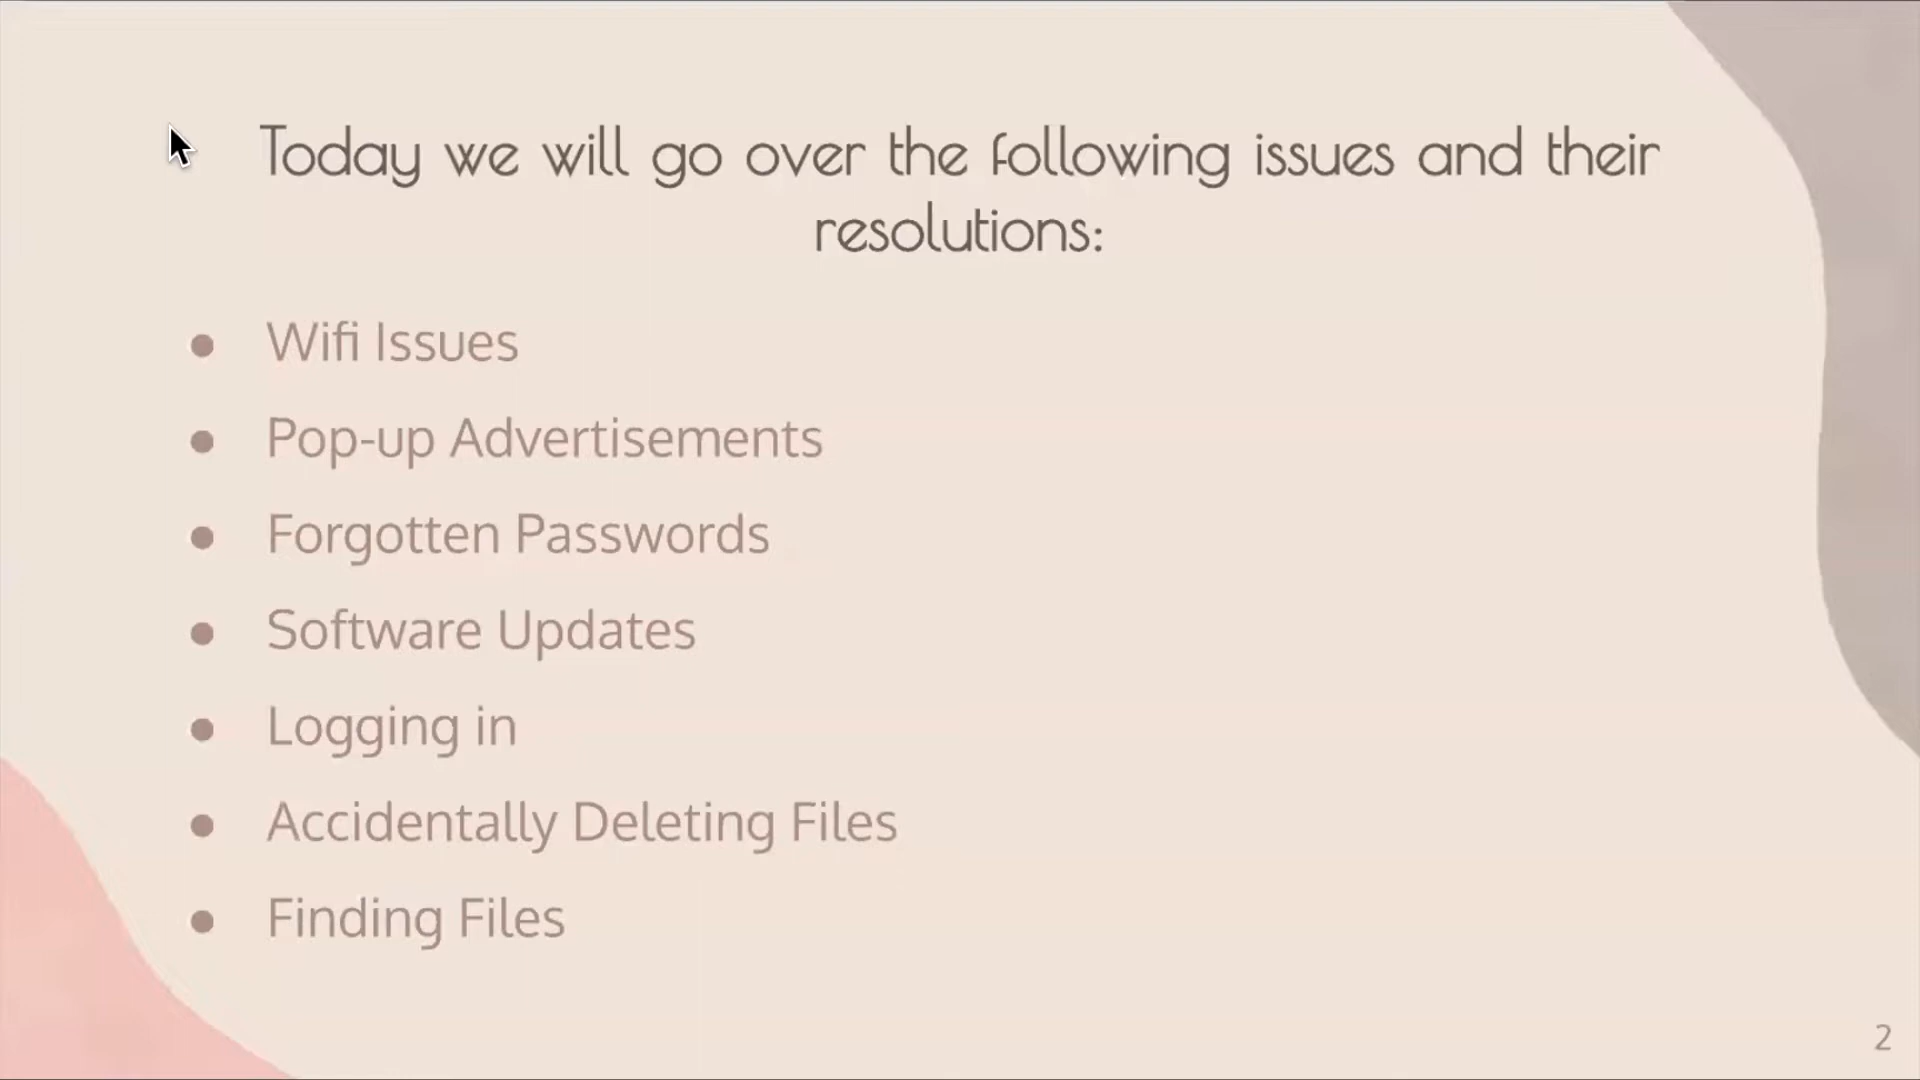 Today we will go over the following issues and their
resolutions:
● Wifi Issues
● Pop-up Advertisements
● Forgotten Passwords
● Software Updates
● Logging in
● Accidentally Deleting Files
● Finding Files
2